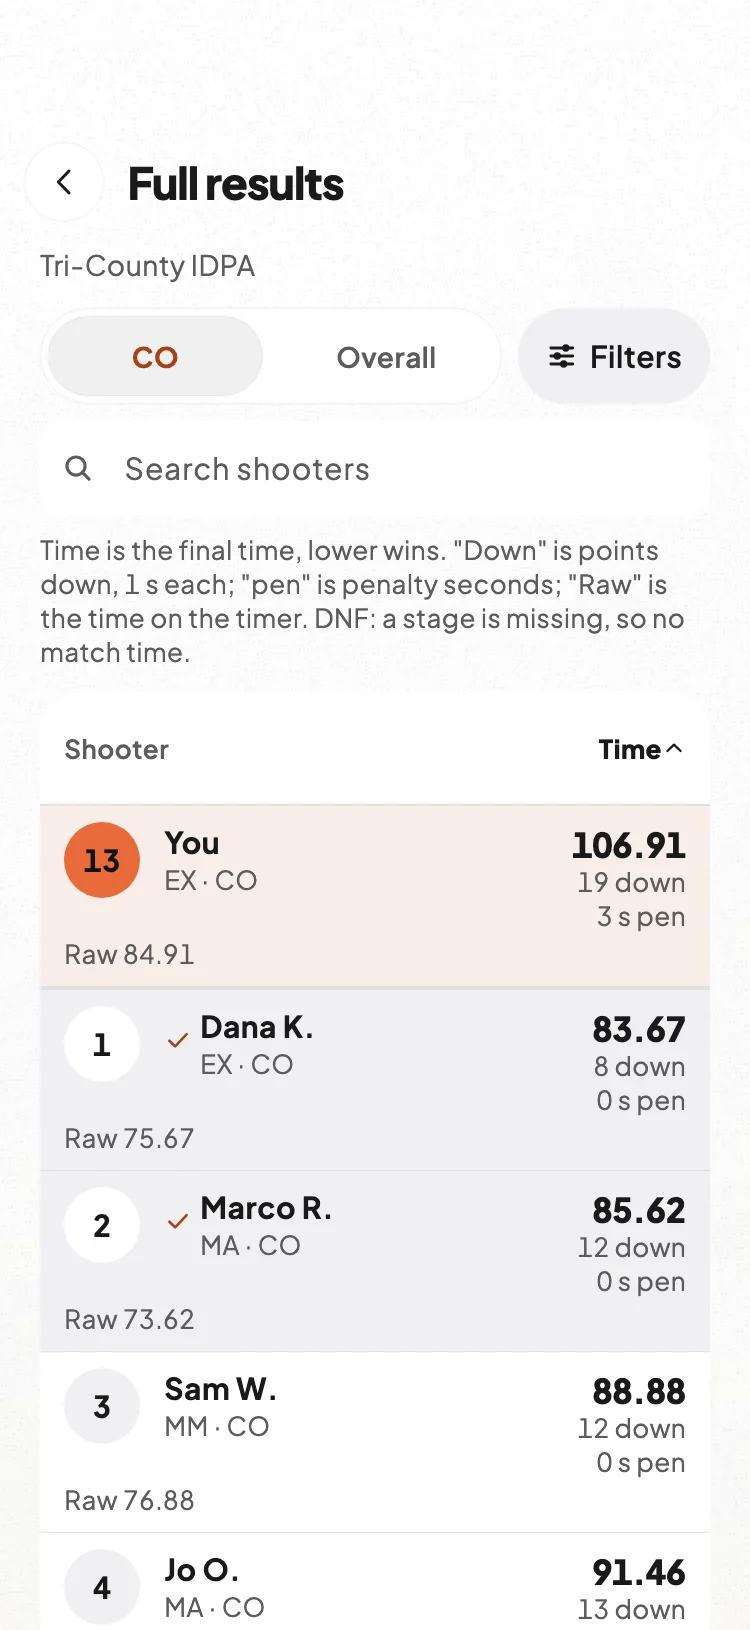 Full results
Tri-County IDPA
CO
Overall
Filters
Search shooters
Time is the final time, lower wins. "Down" is points
down, 1 s each; "pen" is penalty seconds; "Raw" is
the time on the timer. DNF: a stage is missing, so no
match time.
Shooter
Time
13
You
106.91
EX · CO
19 down
3 s pen
Raw 84.91
1
Dana K.
83.67
EX · CO
8 down
0 s pen
Raw 75.67
2
Marco R.
85.62
MA · CO
12 down
0 s pen
Raw 73.62
3
Sam W.
88.88
MM · CO
12 down
0 s pen
Raw 76.88
4
Jo O.
91.46
MA · CO
13 down